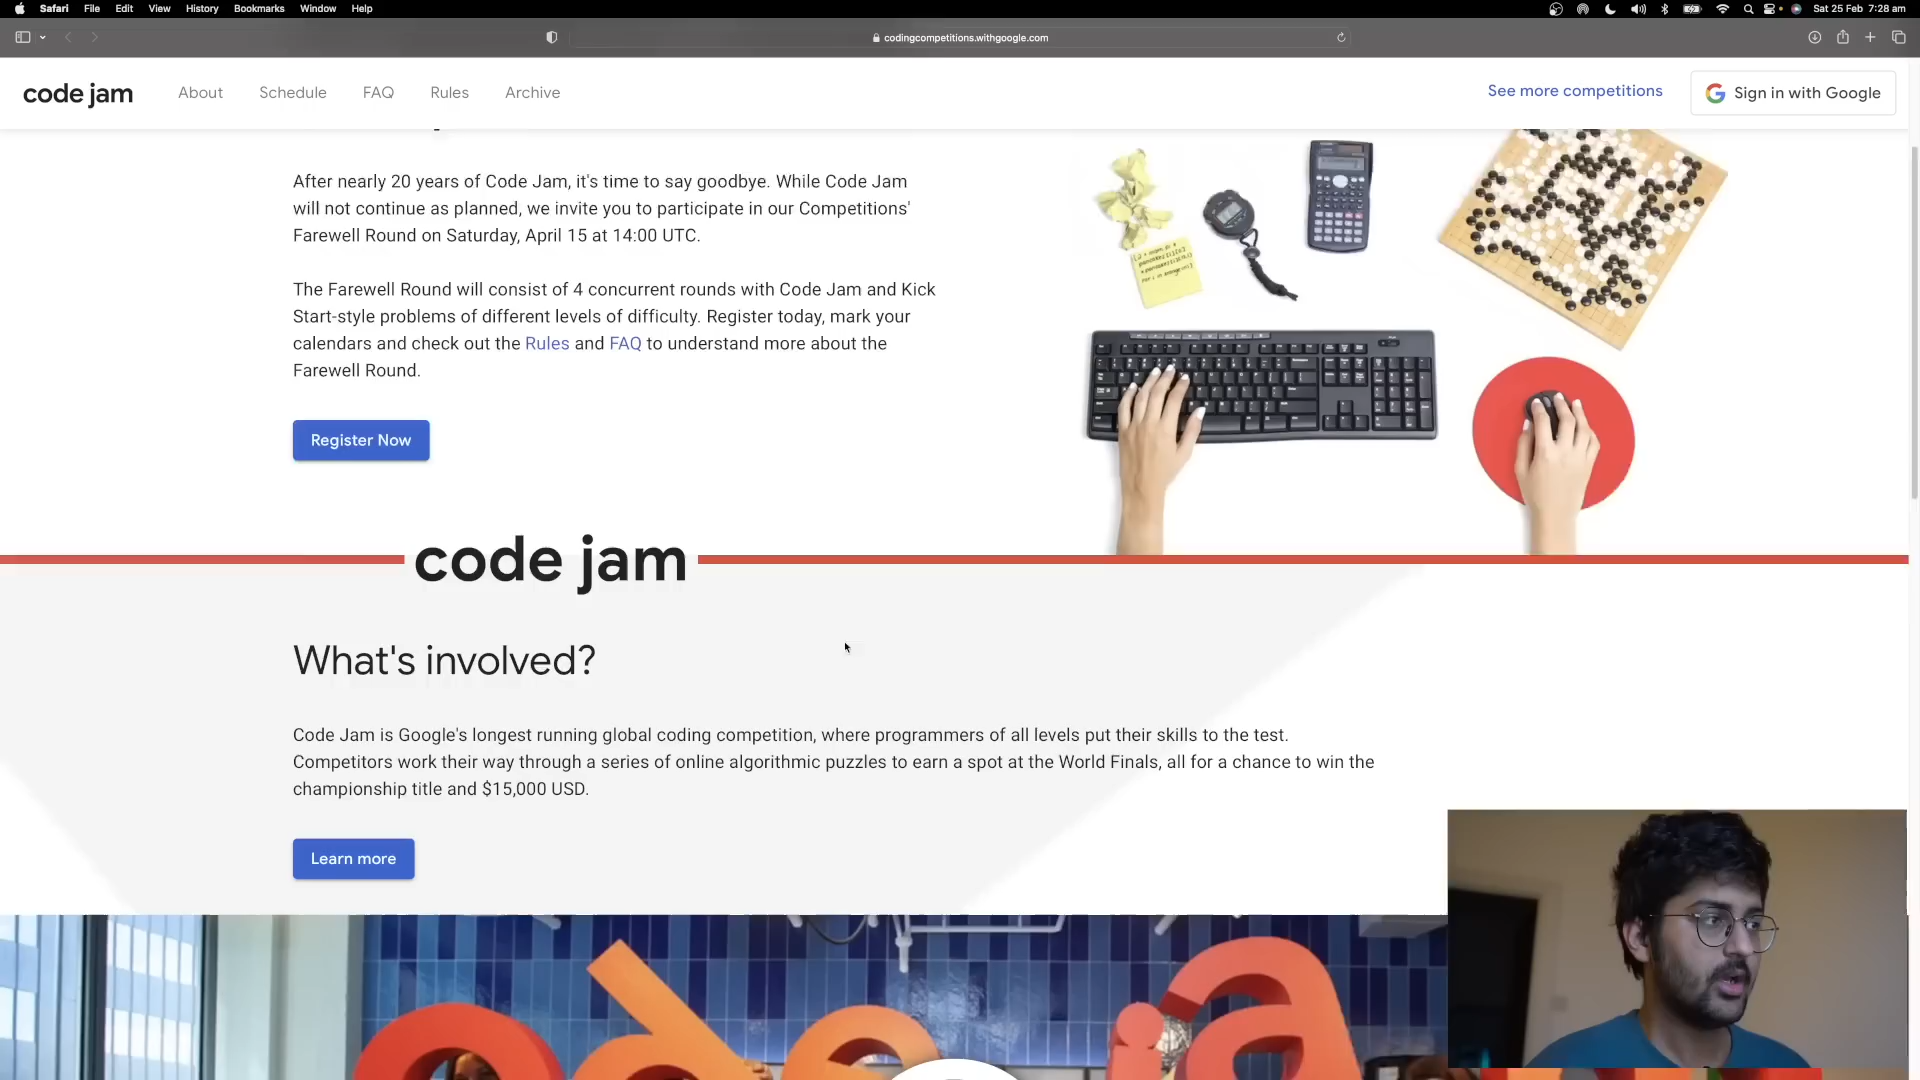 Safari File Edit View History Bookmarks Window Help
Sat 25 Feb 7:28 am
codingcompetitions.withgoogle.com
code jam About Schedule FAQ Rules Archive
See more competitions Sign in with Google
After nearly 20 years of Code Jam, it's time to say goodbye. While Code Jam
will not continue as planned, we invite you to participate in our Competitions'
Farewell Round on Saturday, April 15 at 14:00 UTC.
The Farewell Round will consist of 4 concurrent rounds with Code Jam and Kick
Start-style problems of different levels of difficulty. Register today, mark your
calendars and check out the Rules and FAQ to understand more about the
Farewell Round.
Register Now
code jam
What's involved?
Code Jam is Google's longest running global coding competition, where programmers of all levels put their skills to the test.
Competitors work their way through a series of online algorithmic puzzles to earn a spot at the World Finals, all for a chance to win the
championship title and $15,000 USD.
Learn more